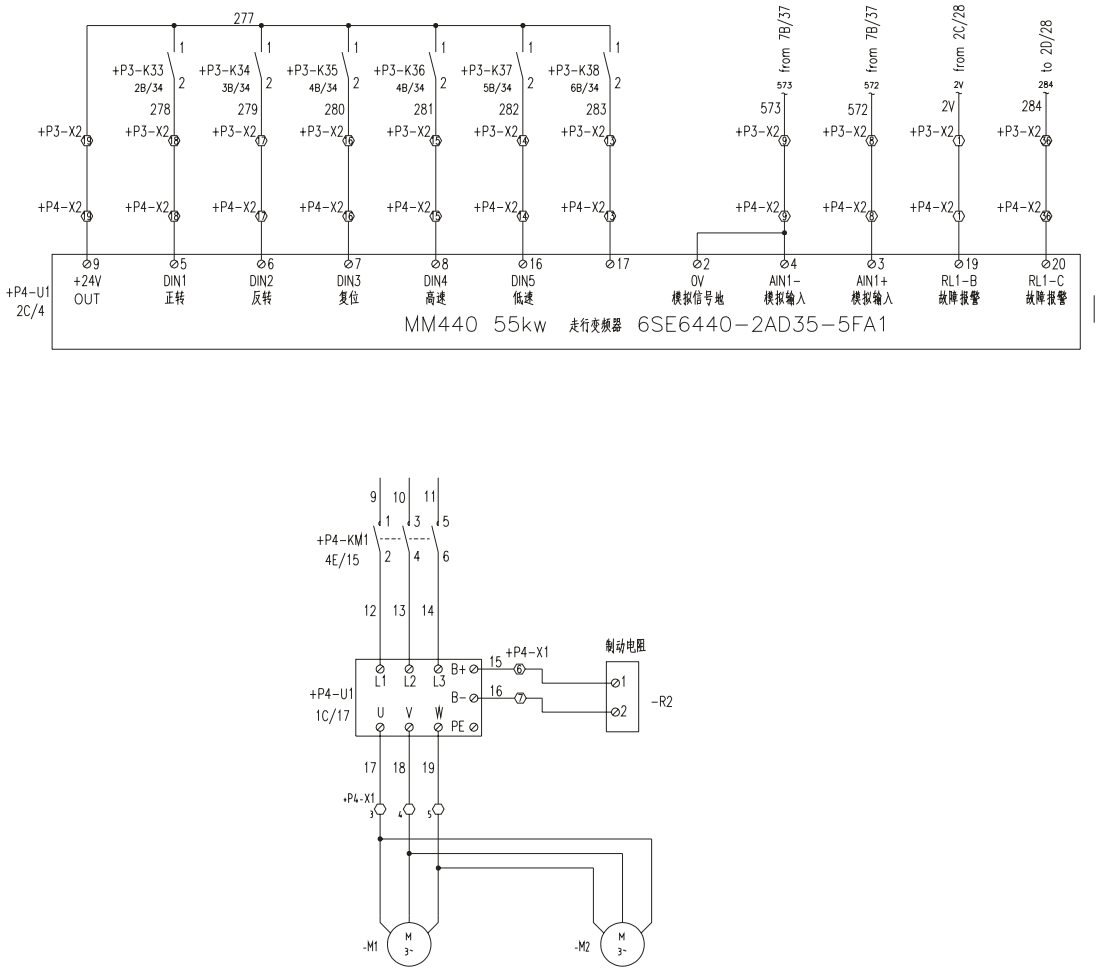 277
from 7B/37
from 7B/37
from 2C/28
to 2D/28
1 1 1 1 1 1
+P3-K33 +P3-K34 +P3-K35 +P3-K36 +P3-K37 +P3-K38
2B/34 2 3B/34 2 4B/34 2 4B/34 2 5B/34 2 6B/34 2
573 572 2V 284
278 279 280 281 282 283 573 572 2V 284
+P3-X2 +P3-X2 +P3-X2 +P3-X2 +P3-X2 +P3-X2 +P3-X2 +P3-X2 +P3-X2 +P3-X2 +P3-X2
19 18 17 16 15 14 13 9 8 1 36
+P4-X2 +P4-X2 +P4-X2 +P4-X2 +P4-X2 +P4-X2 +P4-X2 +P4-X2 +P4-X2 +P4-X2 +P4-X2
19 18 17 16 15 14 13 9 8 1 36
9 5 6 7 8 16 17 2 4 3 19 20
+P4-U1 +24V DIN1 DIN2 DIN3 DIN4 DIN5 0V AIN1- AIN1+ RL1-B RL1-C
2C/4 OUT 正转 反转 复位 高速 低速 模拟信号地 模拟输入 模拟输入 故障报警 故障报警
MM440 55kw 走行变频器 6SE6440-2AD35-5FA1
9 10 11
1 3 5
+P4-KM1
4E/15 2 4 6
12 13 14
制动电阻
15 +P4-X1
6
L1 L2 L3 B+ 1
+P4-U1 16 7
1C/17 B- 2 -R2
U V W PE
17 18 19
+P4-X1
3 4 5
-M1 M 3~ -M2 M 3~